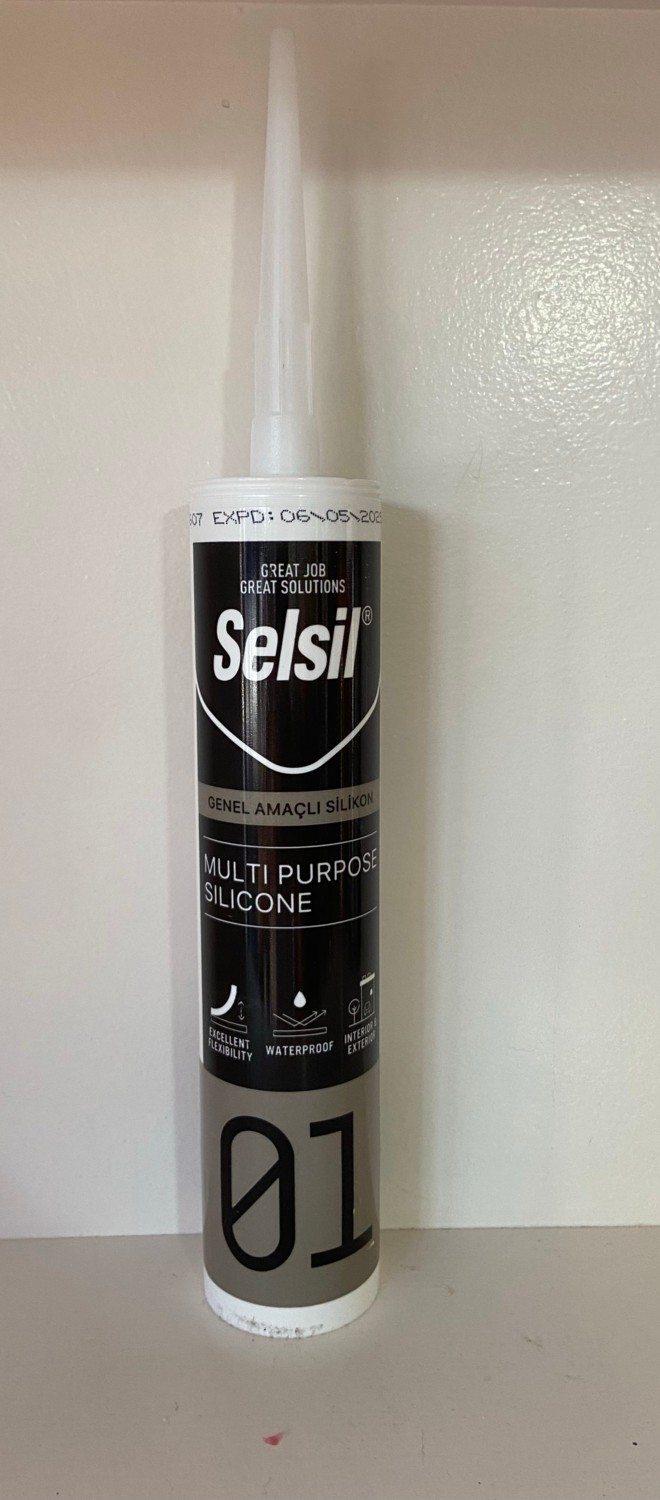 EXPD: 06\05\202
GREAT JOB
GREAT SOLUTIONS
Selsil®
GENEL AMAÇLI SİLİKON
MULTI PURPOSE
SILICONE
EXCELLENT
FLEXIBILITY
WATERPROOF
INTERIOR &
EXTERIOR
01